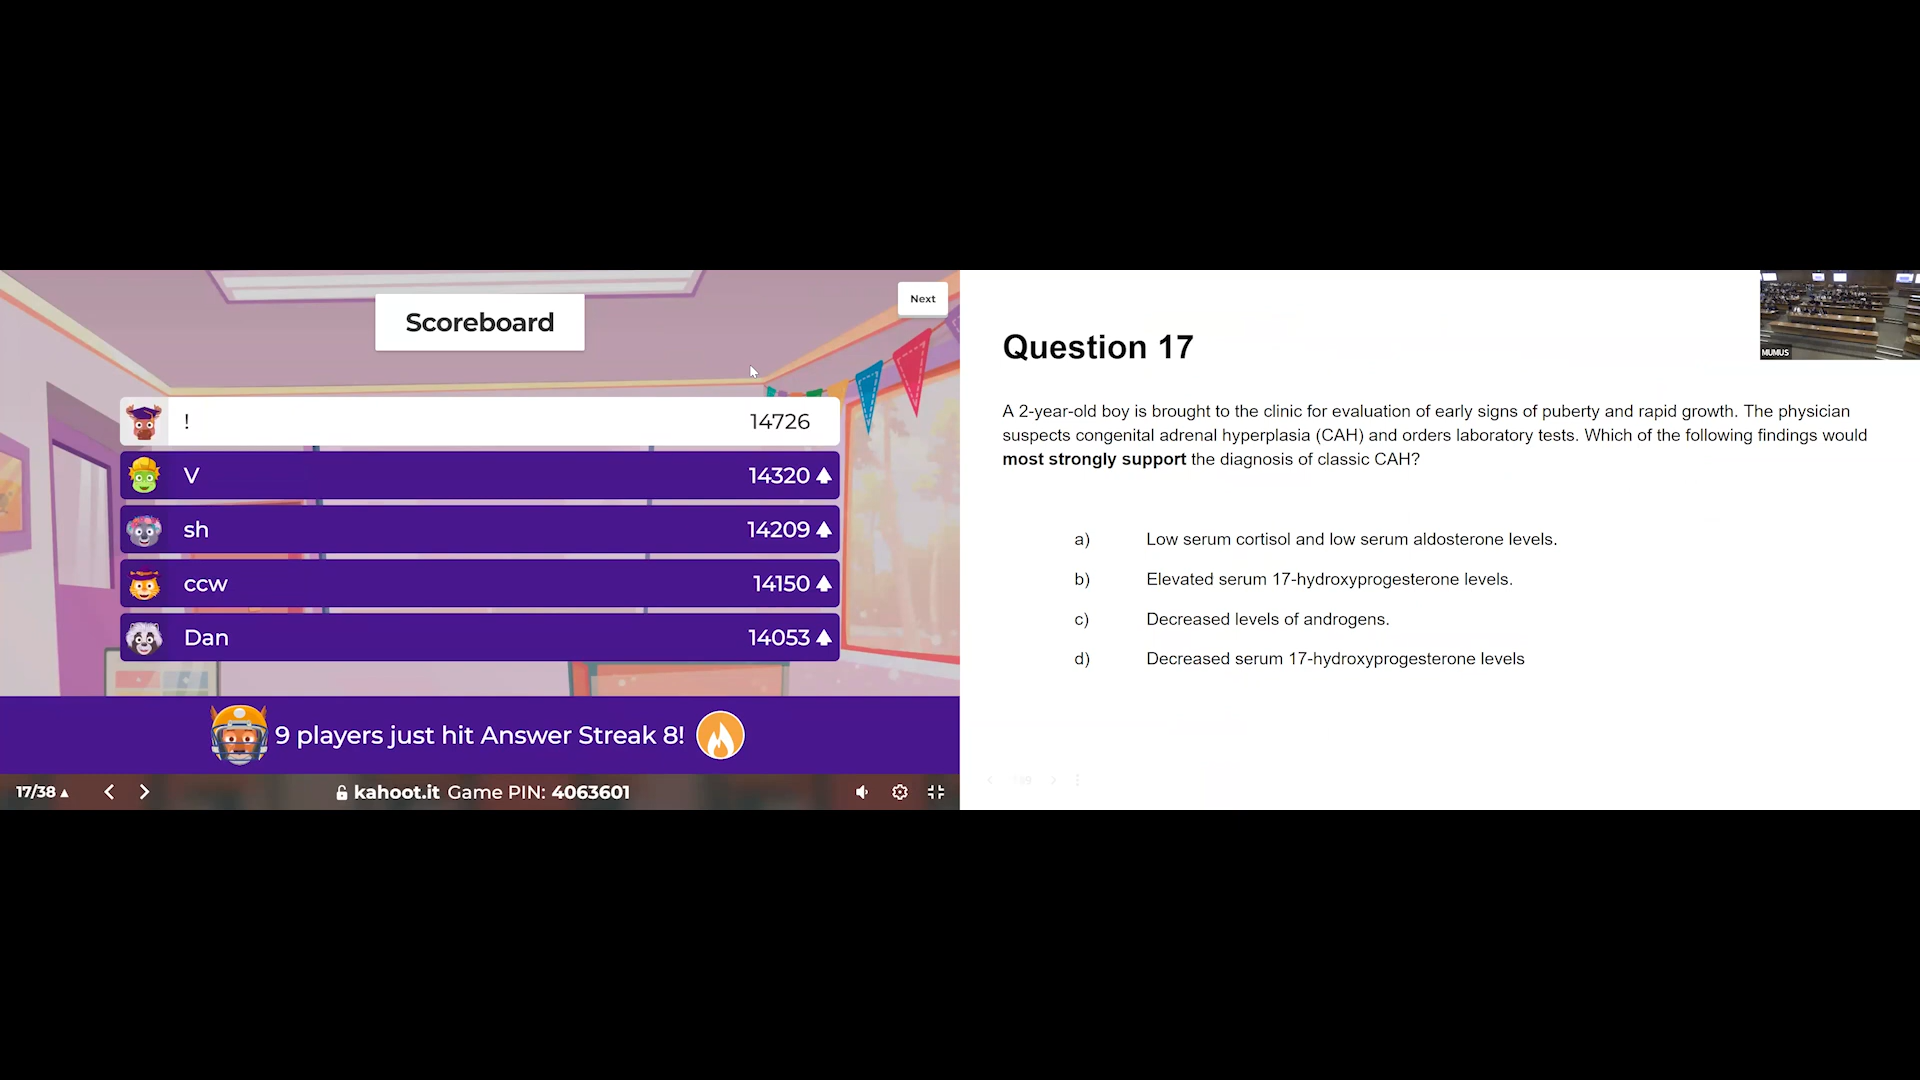 Scoreboard
Next
! 14726
V 14320
sh 14209
ccw 14150
Dan 14053
9 players just hit Answer Streak 8!
17/38
kahoot.it Game PIN: 4063601
Question 17
MUMUS
A 2-year-old boy is brought to the clinic for evaluation of early signs of puberty and rapid growth. The physician
suspects congenital adrenal hyperplasia (CAH) and orders laboratory tests. Which of the following findings would
most strongly support the diagnosis of classic CAH?
a) Low serum cortisol and low serum aldosterone levels.
b) Elevated serum 17-hydroxyprogesterone levels.
c) Decreased levels of androgens.
d) Decreased serum 17-hydroxyprogesterone levels